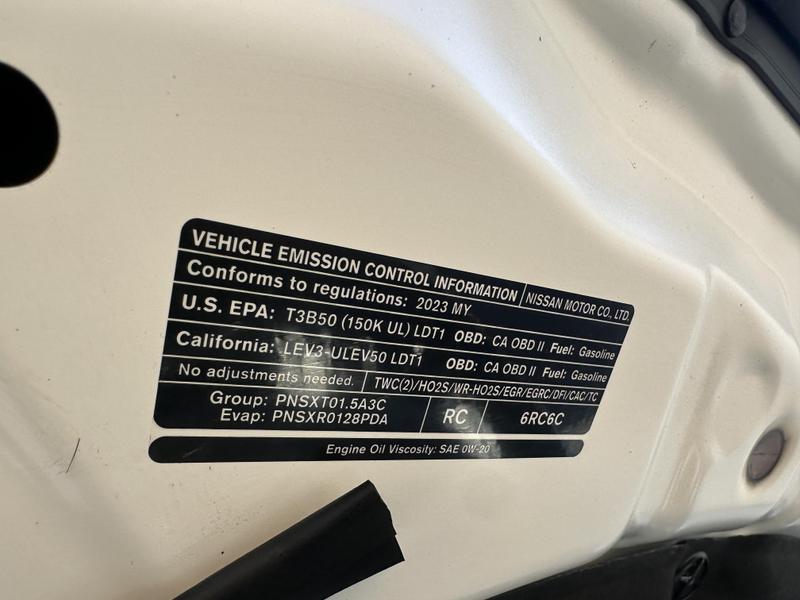 VEHICLE EMISSION CONTROL INFORMATION NISSAN MOTOR CO., LTD.
Conforms to regulations: 2023 MY
U.S. EPA: T3B50 (150K UL) LDT1 OBD: CA OBD II Fuel: Gasoline
California: LEV3-ULEV50 LDT1 OBD: CA OBD II Fuel: Gasoline
No adjustments needed. TWC(2)/HO2S/WR-HO2S/EGR/EGRC/DFI/CAC/TC
Group: PNSXT01.5A3C RC 6RC6C
Evap: PNSXR0128PDA
Engine Oil Viscosity: SAE 0W-20